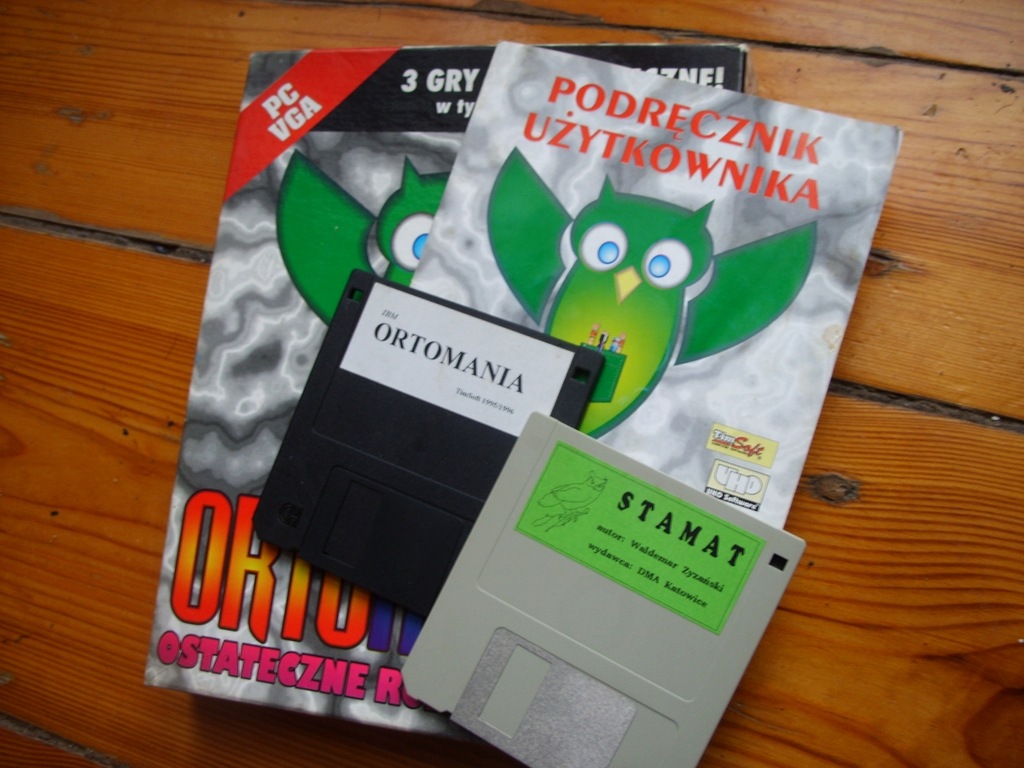 PC
VGA
3 GRY
w ty
PODRĘCZNIK
UŻYTKOWNIKA
IBM
ORTOMANIA
TimSoft 1995/1996
TimSoft
UHD
UHD Software
STAMAT
autor: Waldemar Zyzański
wydawca: DMA Katowice
OSTATECZNE